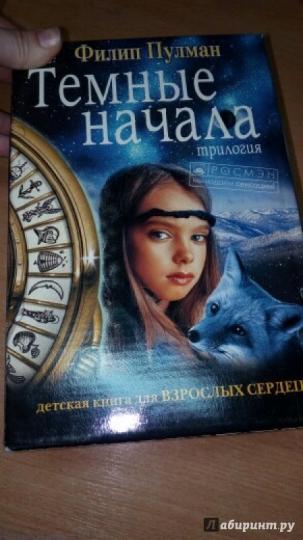 Филип Пулман
Темные
начала
трилогия
РОСМЭН
детская книга для ВЗРОСЛЫХ СЕРДЕЦ
Лабиринт.ру